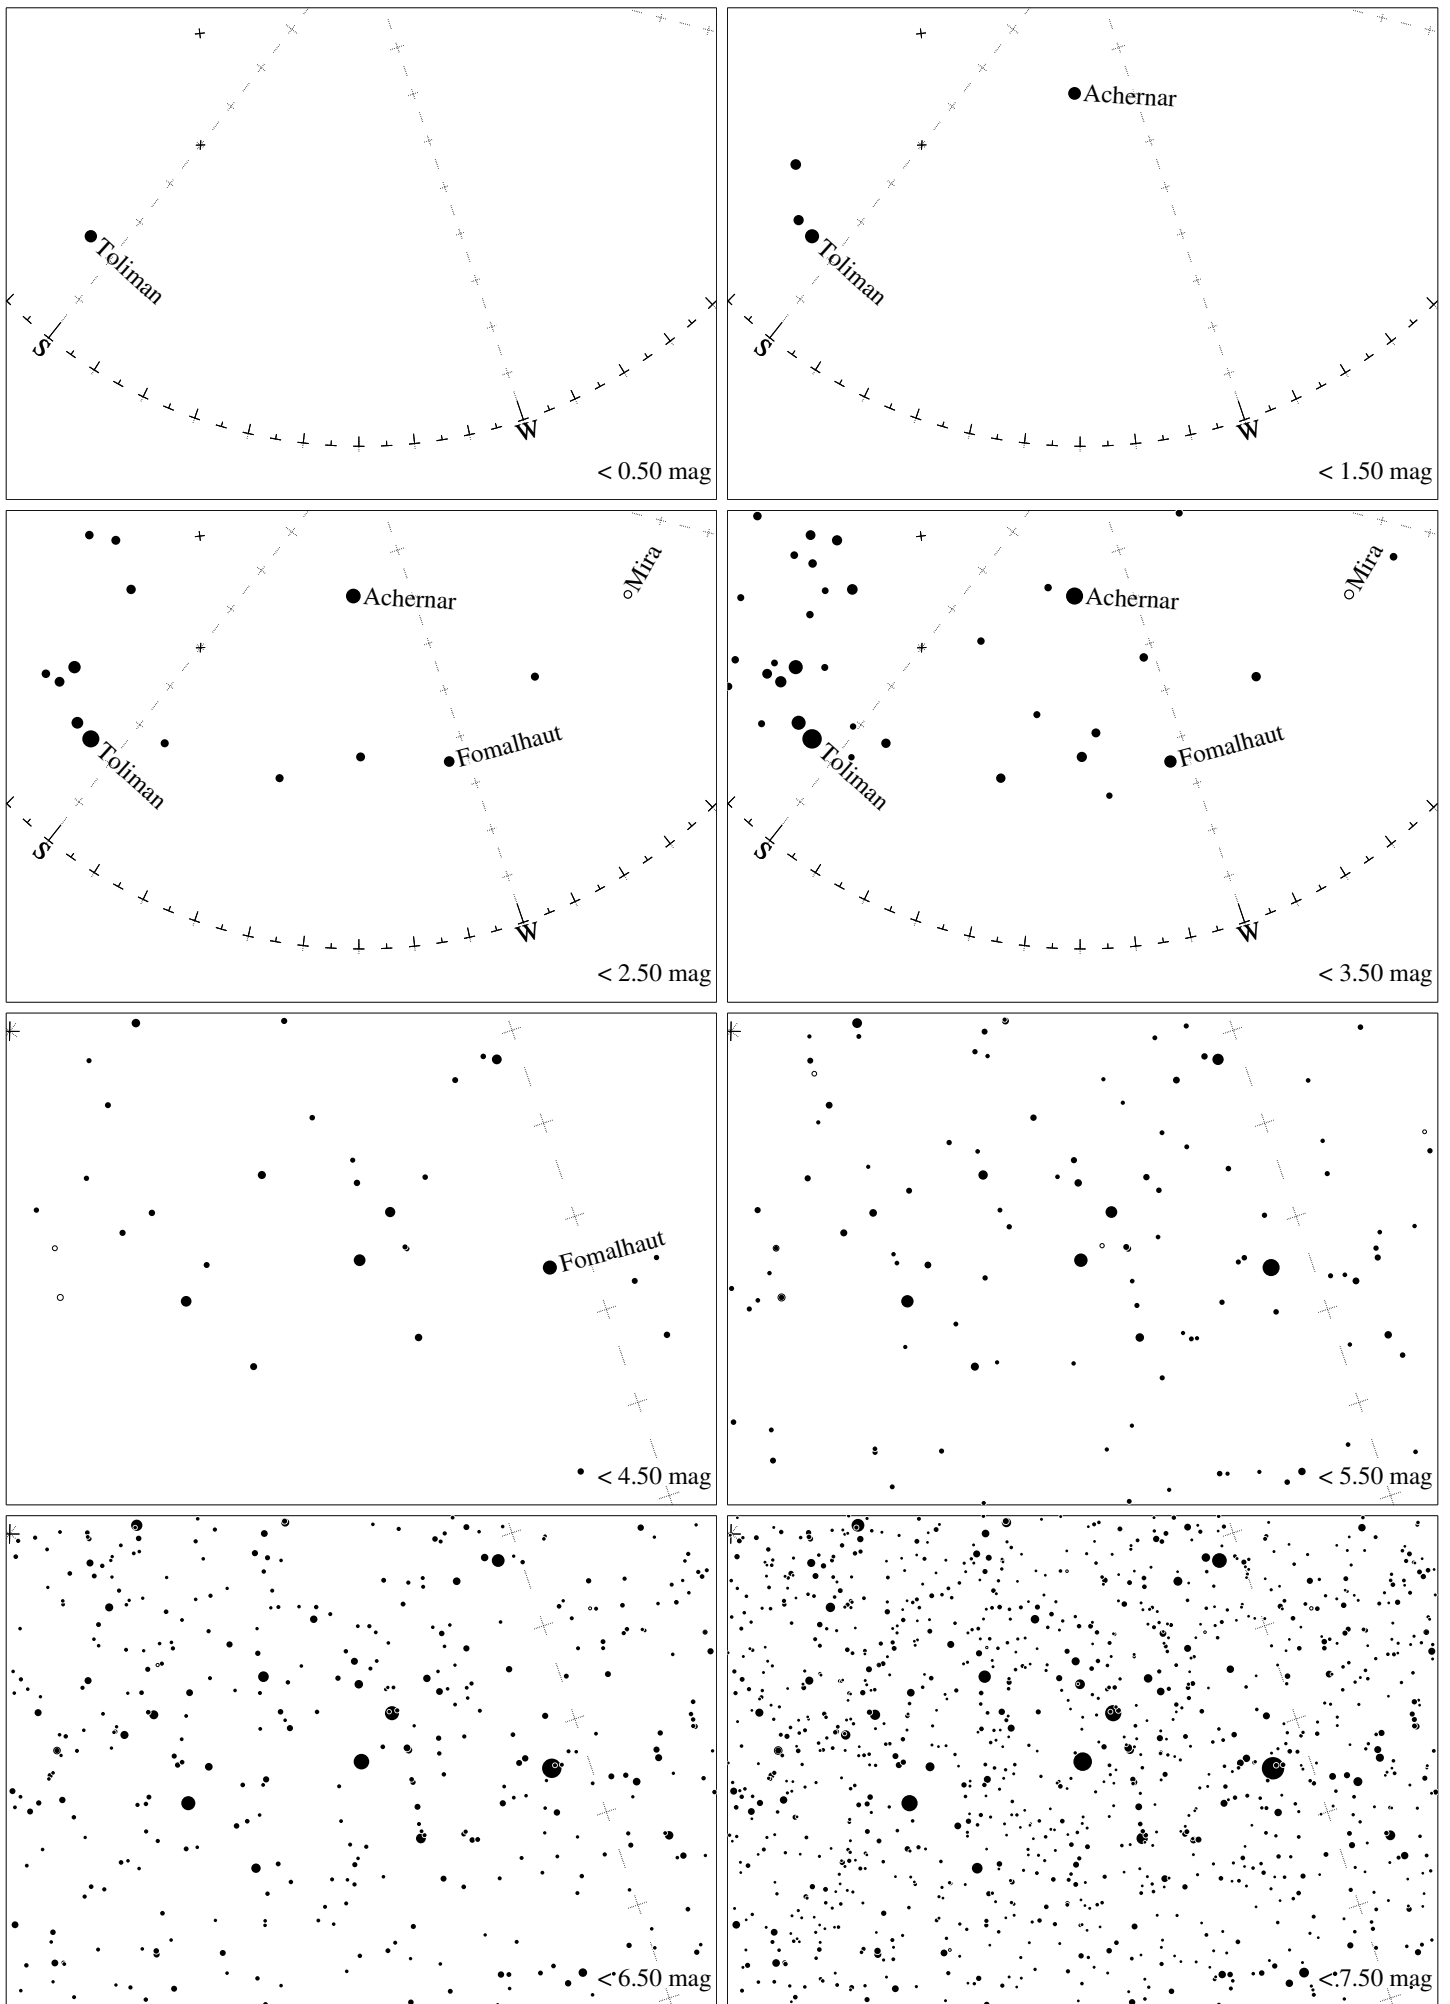 Toliman
S
W
< 0.50 mag
Achernar
Toliman
S
W
< 1.50 mag
Mira
Achernar
Fomalhaut
Toliman
S
W
< 2.50 mag
Mira
Achernar
Fomalhaut
Toliman
S
W
< 3.50 mag
Fomalhaut
< 4.50 mag
< 5.50 mag
< 6.50 mag
< 7.50 mag